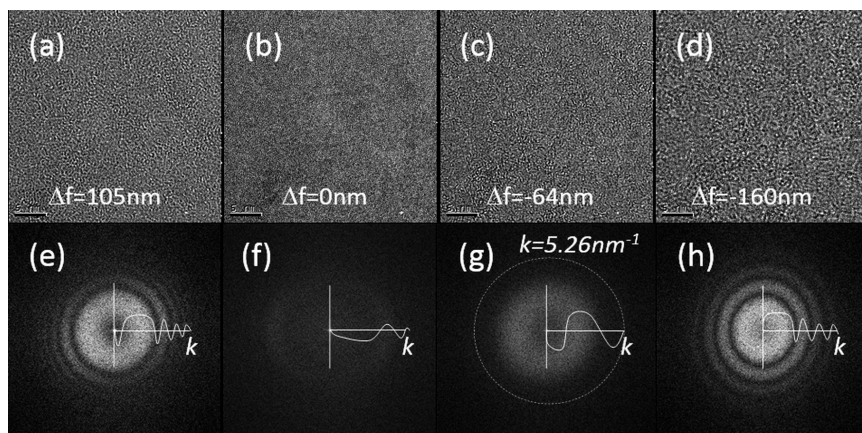 (a) (b) (c) (d)
Δf=105nm Δf=0nm Δf=-64nm Δf=-160nm
(e) (f) (g) (h)
k=5.26nm⁻¹
k k k k